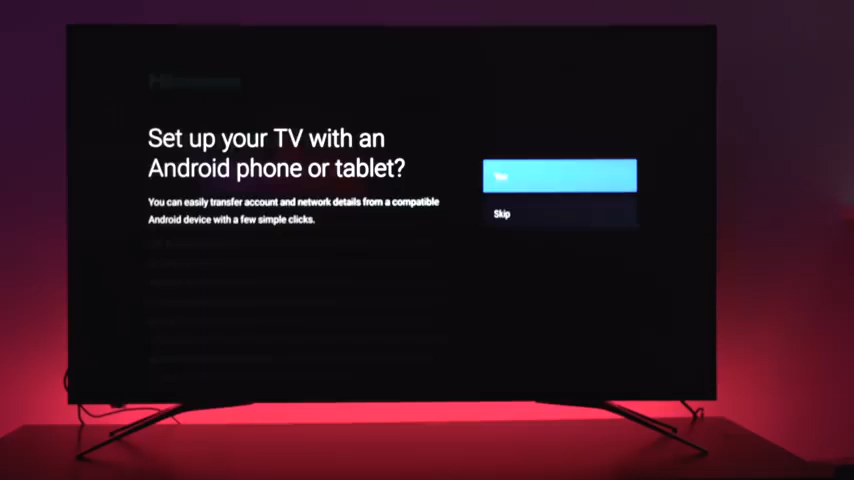 Set up your TV with an
Android phone or tablet?
You can easily transfer account and network details from a compatible
Android device with a few simple clicks.
Yes
Skip